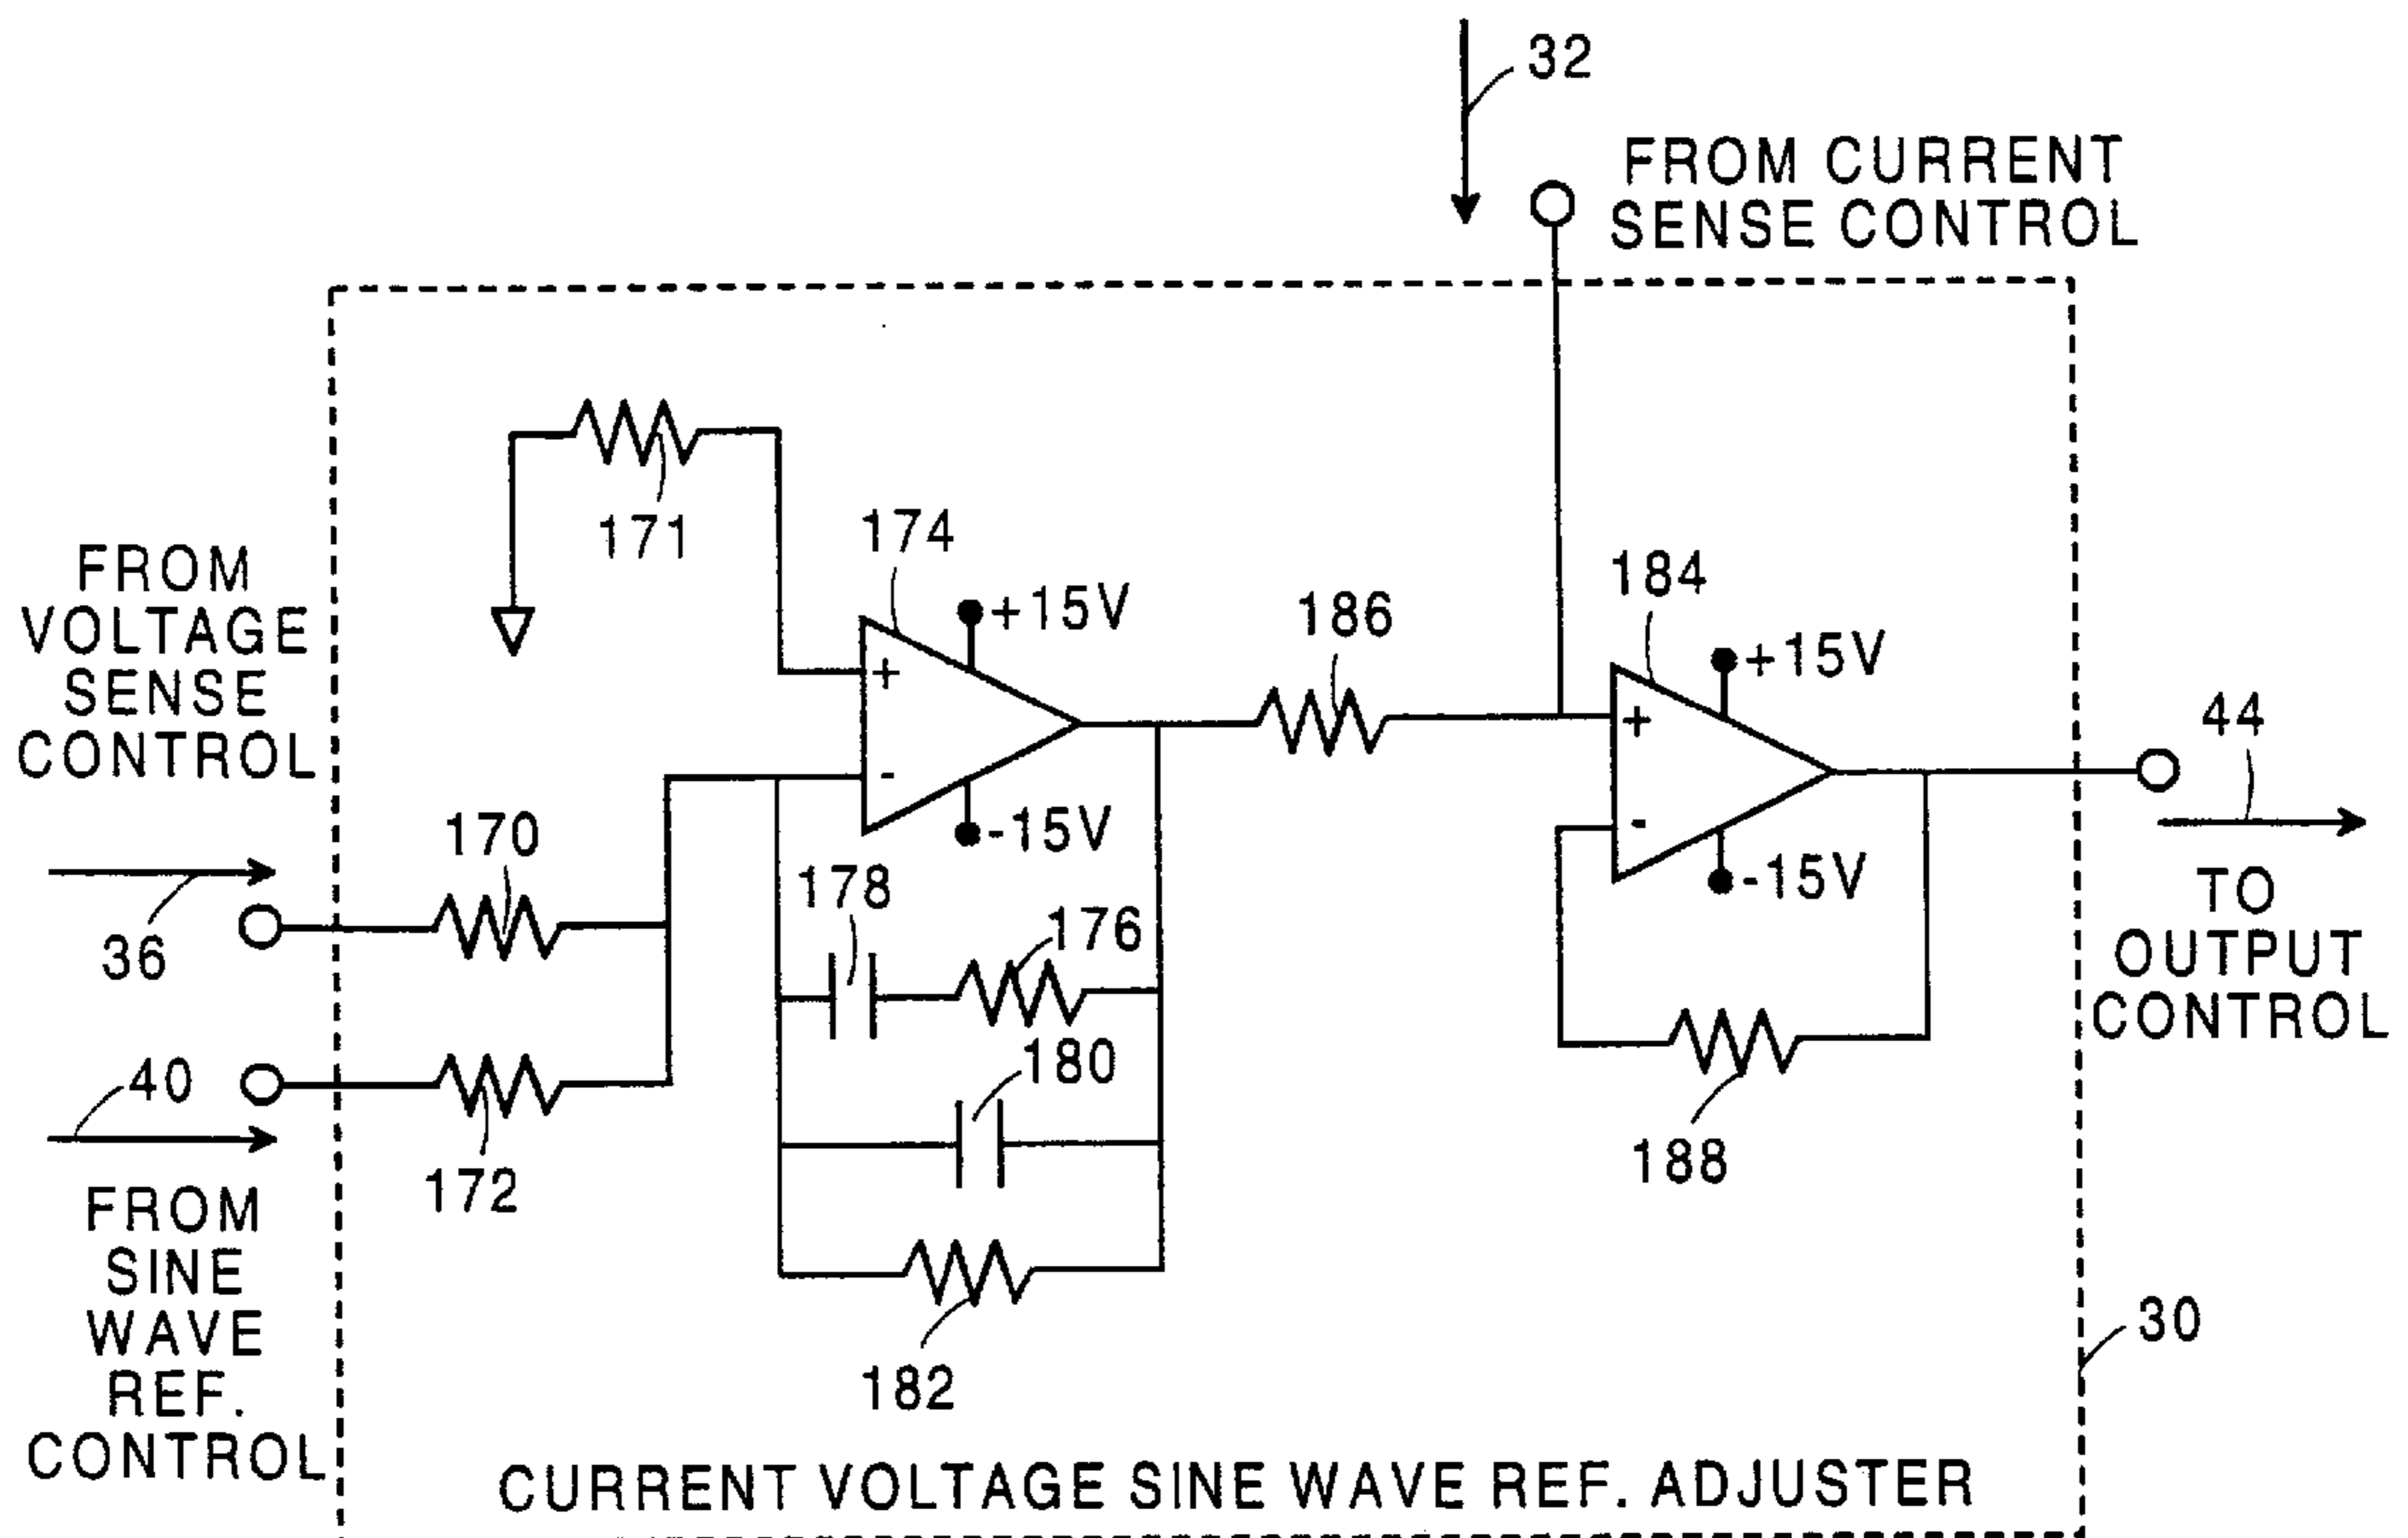 32
FROM CURRENT
SENSE CONTROL
171
174
+15V
+
-
-15V
186
184
+15V
+
-
-15V
44
TO
OUTPUT
CONTROL
FROM
VOLTAGE
SENSE
CONTROL
36
170
178
176
180
182
188
40
172
FROM
SINE
WAVE
REF.
CONTROL
30
CURRENT VOLTAGE SINE WAVE REF. ADJUSTER